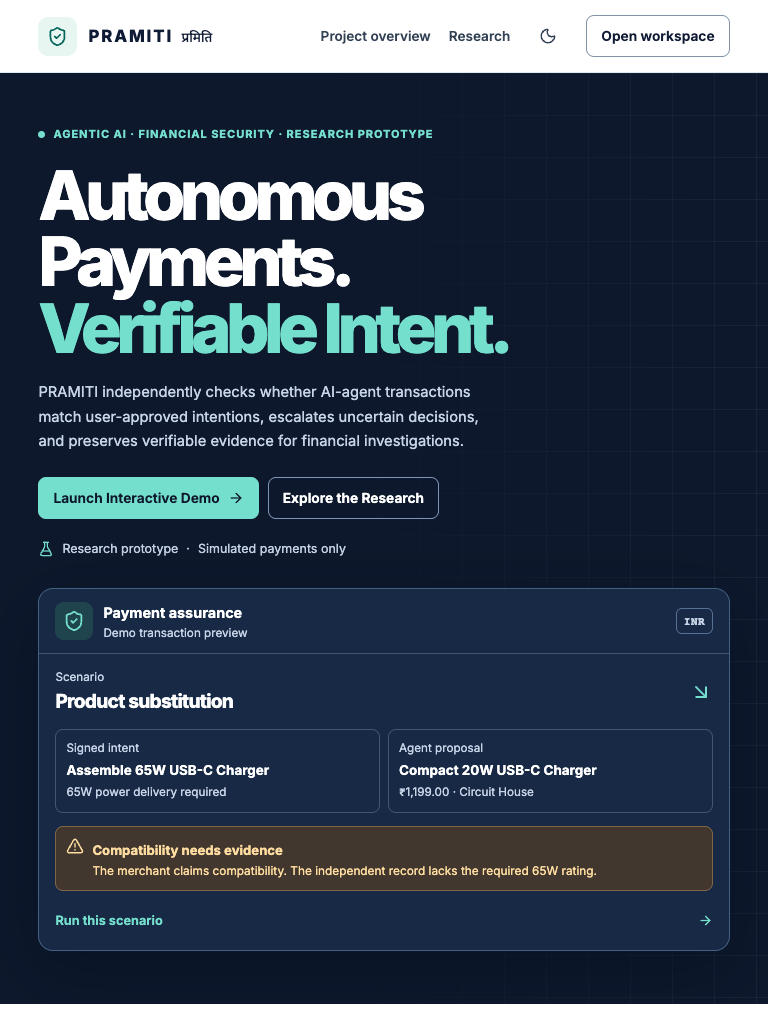 PRAMITI प्रमिति
Project overview
Research
Open workspace
AGENTIC AI · FINANCIAL SECURITY · RESEARCH PROTOTYPE
Autonomous
Payments.
Verifiable Intent.
PRAMITI independently checks whether AI-agent transactions
match user-approved intentions, escalates uncertain decisions,
and preserves verifiable evidence for financial investigations.
Launch Interactive Demo →
Explore the Research
Research prototype · Simulated payments only
Payment assurance
Demo transaction preview
INR
Scenario
Product substitution
Signed intent
Assemble 65W USB-C Charger
65W power delivery required
Agent proposal
Compact 20W USB-C Charger
₹1,199.00 · Circuit House
Compatibility needs evidence
The merchant claims compatibility. The independent record lacks the required 65W rating.
Run this scenario →